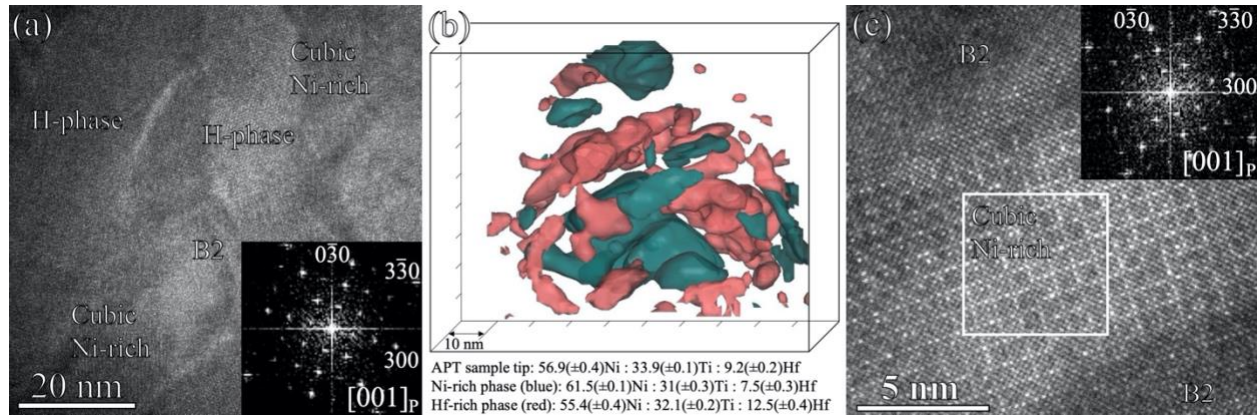 (a)
Cubic
Ni-rich
H-phase
H-phase
B2
Cubic
Ni-rich
20 nm
03̅0
33̅0
300
[001]P
(b)
10 nm
APT sample tip: 56.9(±0.4)Ni : 33.9(±0.1)Ti : 9.2(±0.2)Hf
Ni-rich phase (blue): 61.5(±0.1)Ni : 31(±0.3)Ti : 7.5(±0.3)Hf
Hf-rich phase (red): 55.4(±0.4)Ni : 32.1(±0.2)Ti : 12.5(±0.4)Hf
(c)
B2
03̅0
33̅0
300
[001]P
Cubic
Ni-rich
5 nm
B2